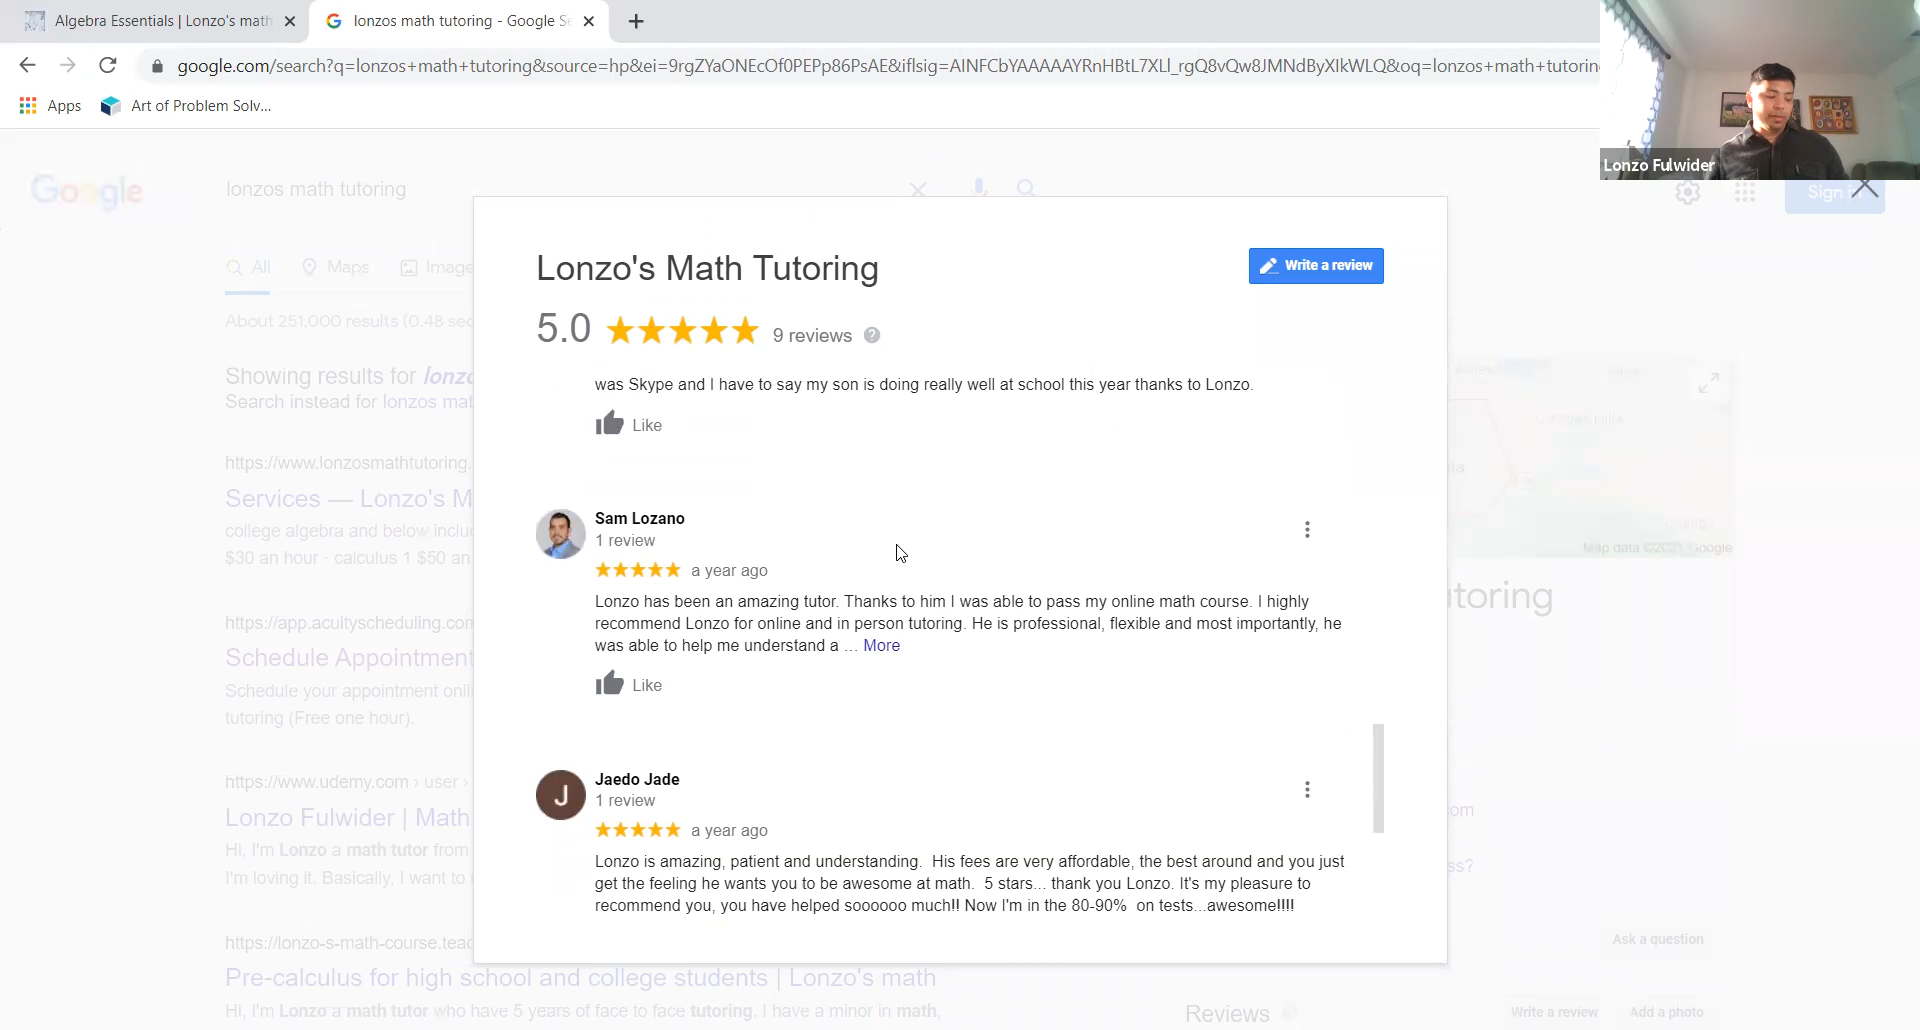 Algebra Essentials | Lonzo's math
lonzos math tutoring - Google Se
google.com/search?q=lonzos+math+tutoring&source=hp&ei=9rgZYaONEcOf0PEPp86PsAE&iflsig=AINFCbYAAAAAYRnHBtL7XLl_rgQ8vQw8JMNdByXIkWLQ&oq=lonzos+math+tutorin
Apps
Art of Problem Solv...
Lonzo Fulwider
Google
lonzos math tutoring
Sign
All
Maps
Image
About 251,000 results (0.48 sec
Showing results for lonzo
Search instead for lonzos mat
https://www.lonzosmathtutoring.
Services — Lonzo's M
college algebra and below inclu
$30 an hour · calculus 1 $50 an
https://app.acuityscheduling.com
Schedule Appointment
Schedule your appointment onli
tutoring (Free one hour).
https://www.udemy.com › user ›
Lonzo Fulwider | Math
Hi, I'm Lonzo a math tutor from
I'm loving it. Basically, I want to
https://lonzo-s-math-course.teac
Pre-calculus for high school and college students | Lonzo's math
Hi, I'm Lonzo a math tutor who have 5 years of face to face tutoring. I have a minor in math,
Lonzo's Math Tutoring
Write a review
5.0
9 reviews
was Skype and I have to say my son is doing really well at school this year thanks to Lonzo.
Like
Sam Lozano
1 review
a year ago
Lonzo has been an amazing tutor. Thanks to him I was able to pass my online math course. I highly
recommend Lonzo for online and in person tutoring. He is professional, flexible and most importantly, he
was able to help me understand a ... More
Like
J
Jaedo Jade
1 review
a year ago
Lonzo is amazing, patient and understanding. His fees are very affordable, the best around and you just
get the feeling he wants you to be awesome at math. 5 stars... thank you Lonzo. It's my pleasure to
recommend you, you have helped soooooo much!! Now I'm in the 80-90% on tests...awesome!!!!
Map data ©2021 Google
toring
om
ss?
Ask a question
Reviews
Write a review
Add a photo